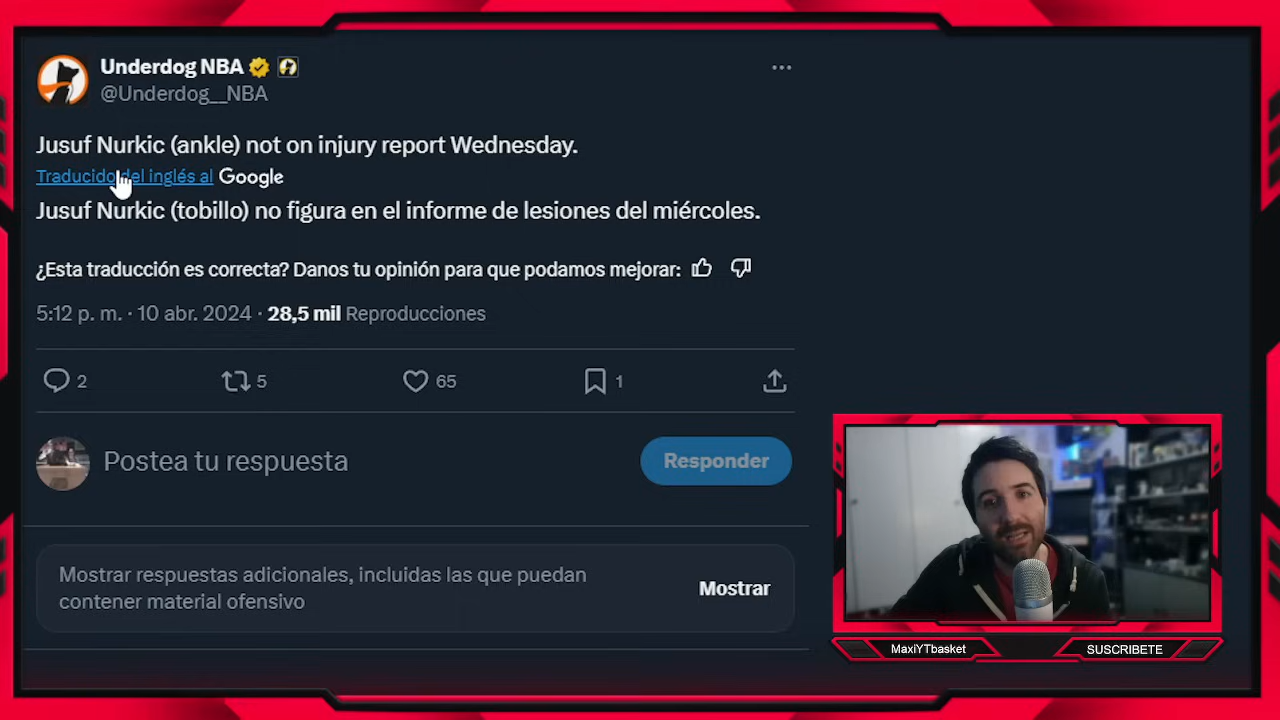 Underdog NBA
@Underdog__NBA
Jusuf Nurkic (ankle) not on injury report Wednesday.
Traducido del inglés al Google
Jusuf Nurkic (tobillo) no figura en el informe de lesiones del miércoles.
¿Esta traducción es correcta? Danos tu opinión para que podamos mejorar:
5:12 p. m. · 10 abr. 2024 · 28,5 mil Reproducciones
2 5 65 1
Postea tu respuesta Responder
Mostrar respuestas adicionales, incluidas las que puedan
contener material ofensivo
Mostrar
MaxiYTbasket SUSCRIBETE